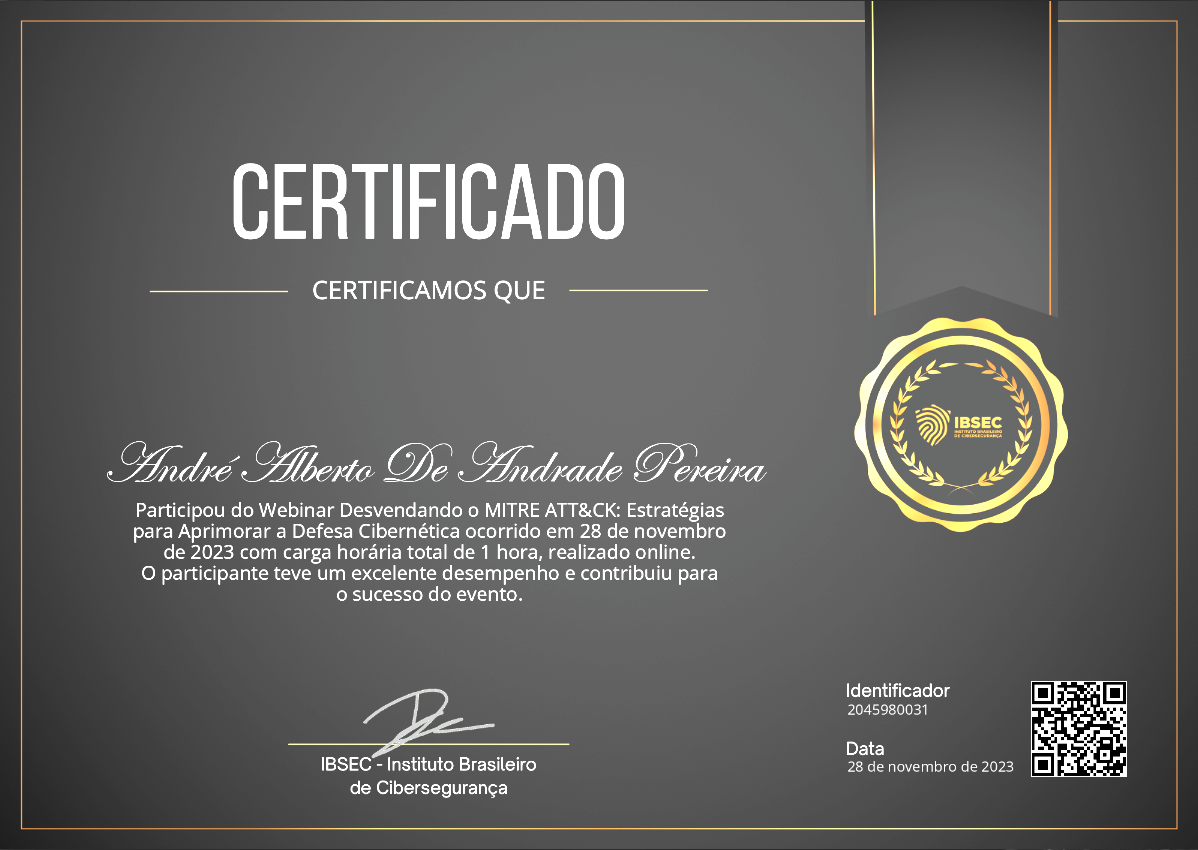 CERTIFICADO
CERTIFICAMOS QUE
André Alberto De Andrade Pereira
Participou do Webinar Desvendando o MITRE ATT&CK: Estratégias
para Aprimorar a Defesa Cibernética ocorrido em 28 de novembro
de 2023 com carga horária total de 1 hora, realizado online.
O participante teve um excelente desempenho e contribuiu para
o sucesso do evento.
IBSEC
INSTITUTO BRASILEIRO
DE CIBERSEGURANÇA
IBSEC - Instituto Brasileiro
de Cibersegurança
Identificador
2045980031
Data
28 de novembro de 2023